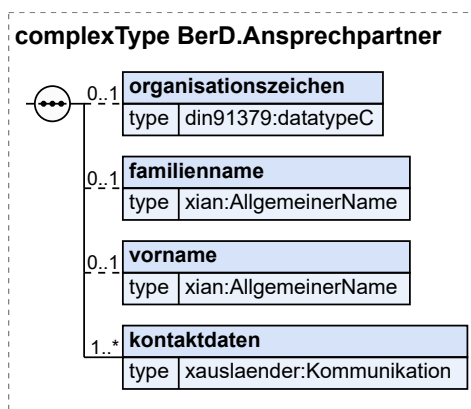 complexType BerD.Ansprechpartner
0..1 organisationszeichen
type din91379:datatypeC
0..1 familienname
type xian:AllgemeinerName
0..1 vorname
type xian:AllgemeinerName
1..* kontaktdaten
type xauslaender:Kommunikation